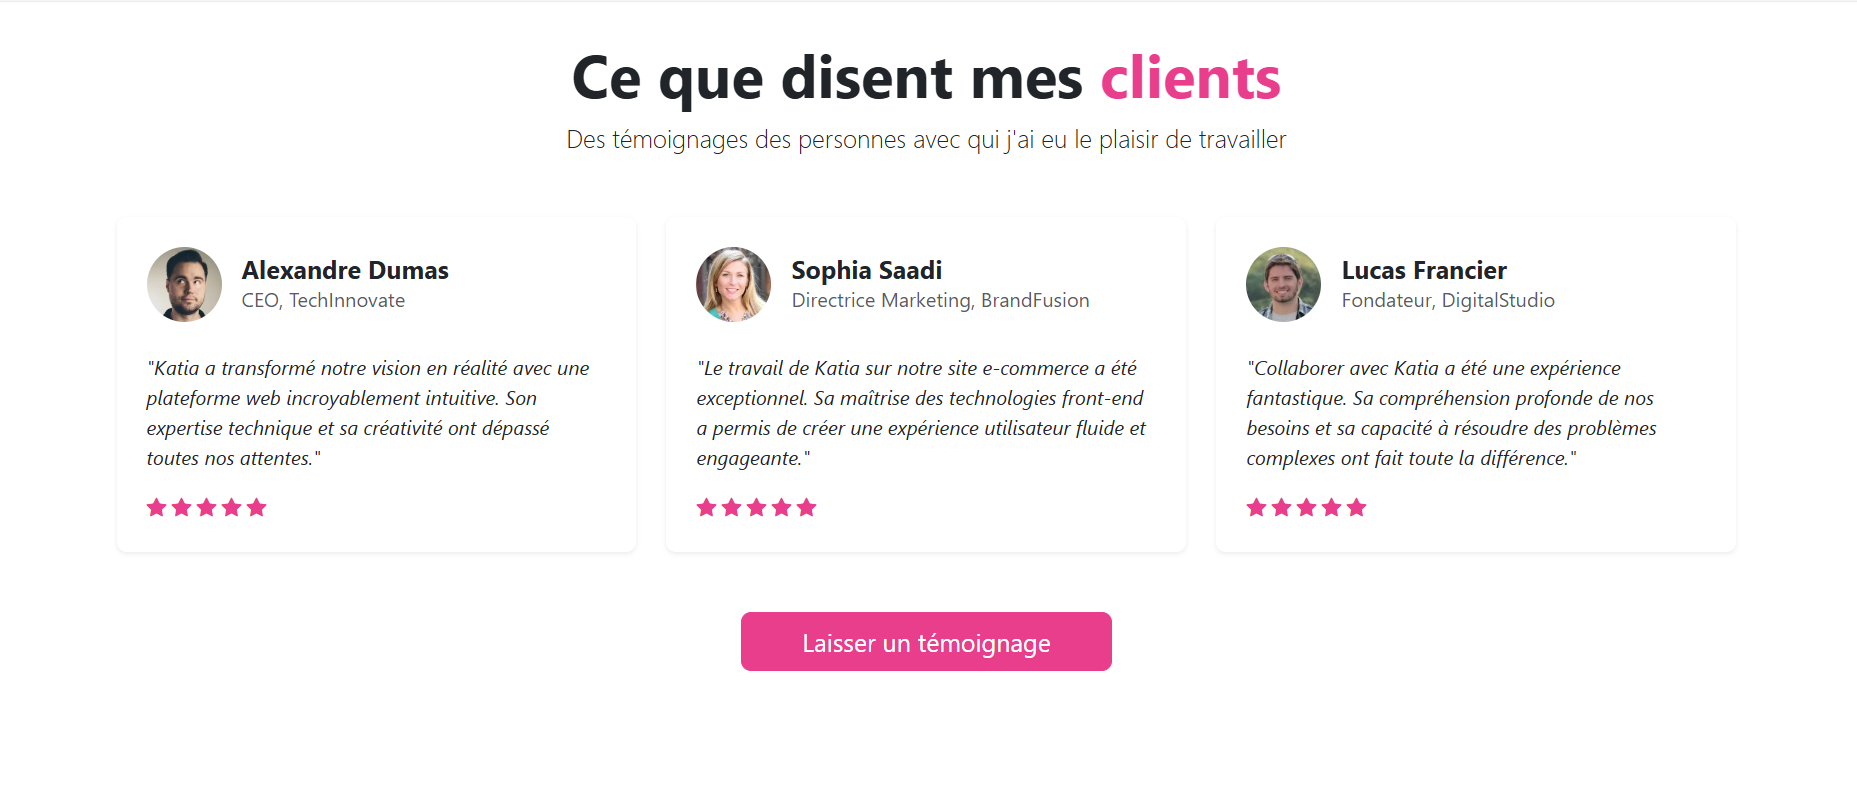 Ce que disent mes clients
Des témoignages des personnes avec qui j'ai eu le plaisir de travailler
Alexandre Dumas
CEO, TechInnovate
"Katia a transformé notre vision en réalité avec une
plateforme web incroyablement intuitive. Son
expertise technique et sa créativité ont dépassé
toutes nos attentes."
Sophia Saadi
Directrice Marketing, BrandFusion
"Le travail de Katia sur notre site e-commerce a été
exceptionnel. Sa maîtrise des technologies front-end
a permis de créer une expérience utilisateur fluide et
engageante."
Lucas Francier
Fondateur, DigitalStudio
"Collaborer avec Katia a été une expérience
fantastique. Sa compréhension profonde de nos
besoins et sa capacité à résoudre des problèmes
complexes ont fait toute la différence."
Laisser un témoignage